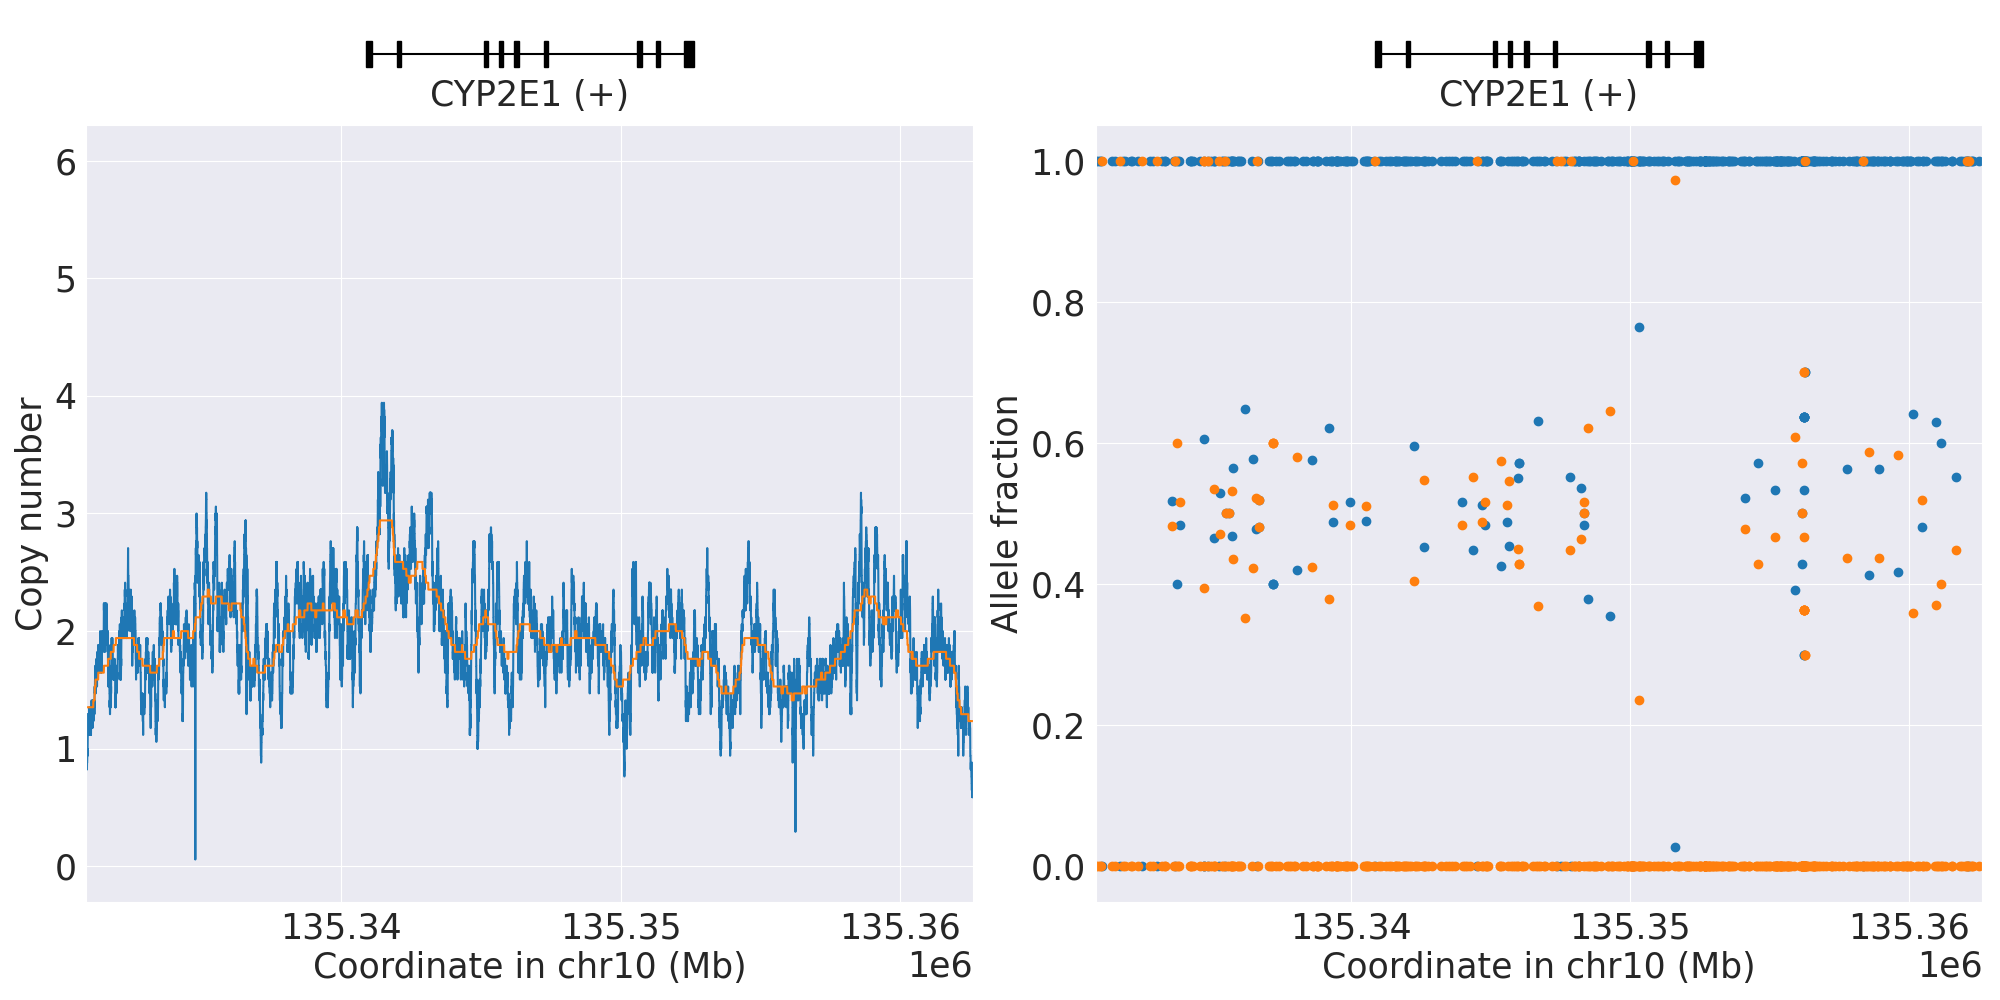 CYP2E1 (+)
Copy number
6
5
4
3
2
1
0
135.34 135.35 135.36
Coordinate in chr10 (Mb)
1e6
CYP2E1 (+)
Allele fraction
1.0
0.8
0.6
0.4
0.2
0.0
135.34 135.35 135.36
Coordinate in chr10 (Mb)
1e6